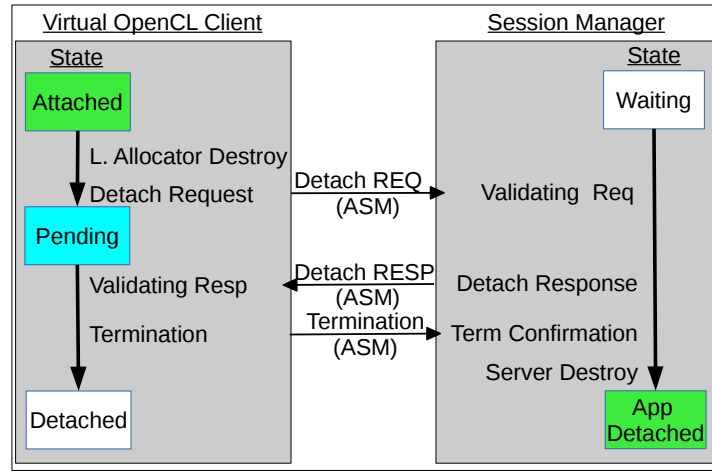 Virtual OpenCL Client
Session Manager
State
State
Attached
Waiting
L. Allocator Destroy
Detach Request
Detach REQ
(ASM)
Validating Req
Pending
Validating Resp
Detach RESP
(ASM)
Detach Response
Termination
Termination
(ASM)
Term Confirmation
Server Destroy
Detached
App
Detached